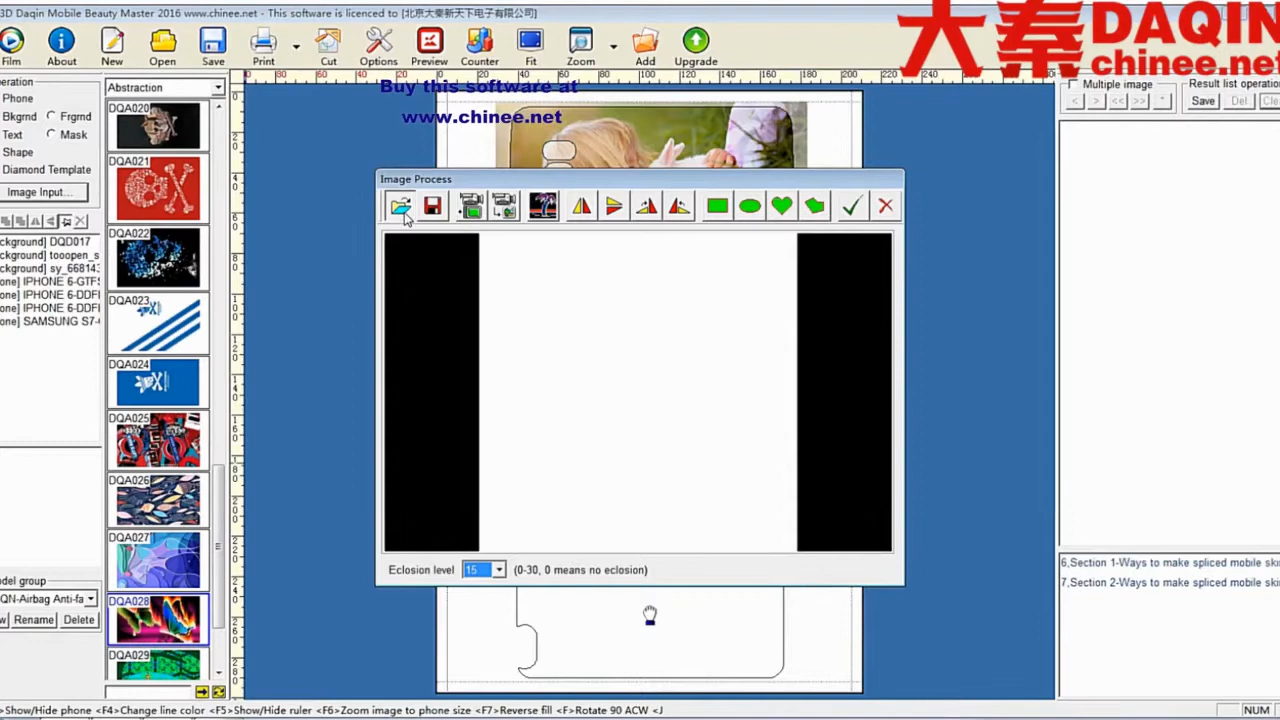 3D Daqin Mobile Beauty Master 2016 www.chinee.net - This software is licenced to [北京大秦新天下电子有限公司]
大秦 DAQIN
chinee.net
Film About New Open Save Print Cut Options Counter Fit Zoom Add Upgrade
Preview
Buy this software at
www.chinee.net
peration
Phone
Bkgrnd Frgrnd
Text Mask
Shape
Diamond Template
Image Input...
ckground] DQD017
ckground] tooopen_s
ckground] sy_668143
one] IPHONE 6-GTFS
one] IPHONE 6-DDFI
one] IPHONE 6-DDFI
one] SAMSUNG S7-
odel group
QN-Airbag Anti-fa
w Rename Delete
Abstraction
DQA020
DQA021
DQA022
DQA023
DQA024
DQA025
DQA026
DQA027
DQA028
DQA029
Image Process
Eclosion level 15 (0-30, 0 means no eclosion)
Multiple image
< > << >> *
Result list operation
Save Del Cle
6,Section 1-Ways to make spliced mobile ski
7,Section 2-Ways to make spliced mobile ski
>Show/Hide phone <F4>Change line color <F5>Show/Hide ruler <F6>Zoom image to phone size <F7>Reverse fill <F>Rotate 90 ACW <J
NUM